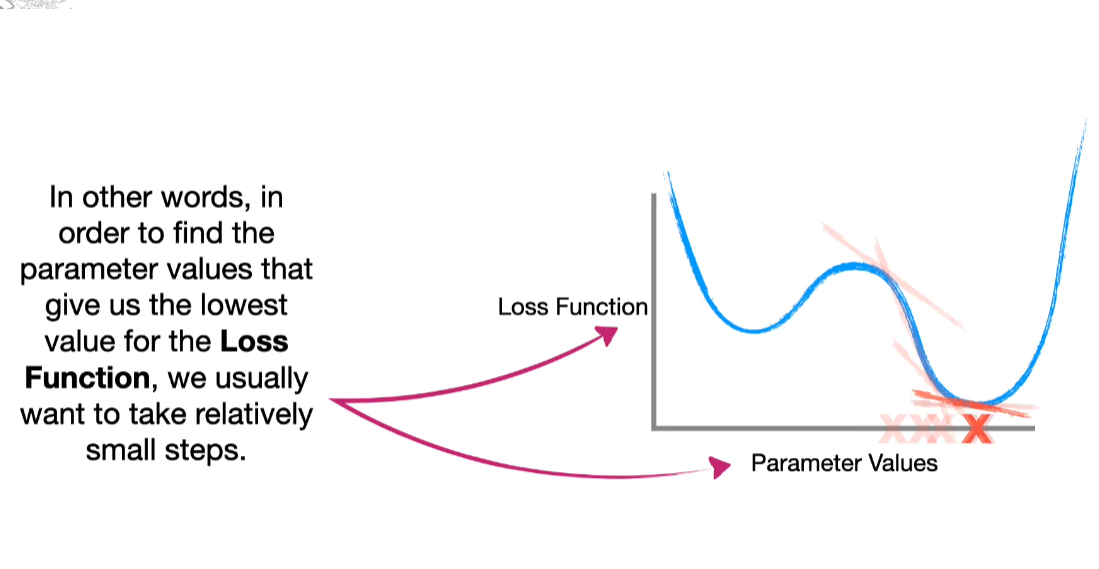 In other words, in
order to find the
parameter values that
give us the lowest
value for the Loss
Function, we usually
want to take relatively
small steps.
Loss Function
XXX X
Parameter Values